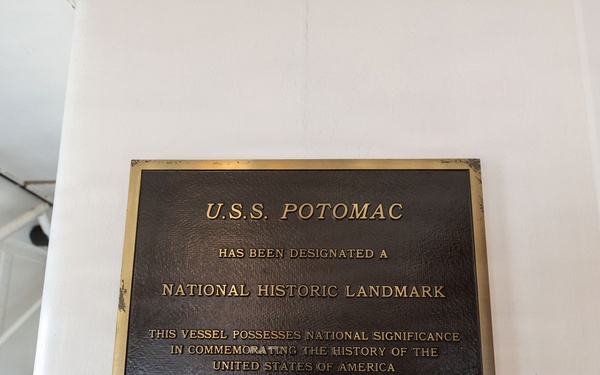 U.S.S. POTOMAC
HAS BEEN DESIGNATED A
NATIONAL HISTORIC LANDMARK
THIS VESSEL POSSESSES NATIONAL SIGNIFICANCE
IN COMMEMORATING THE HISTORY OF THE
UNITED STATES OF AMERICA